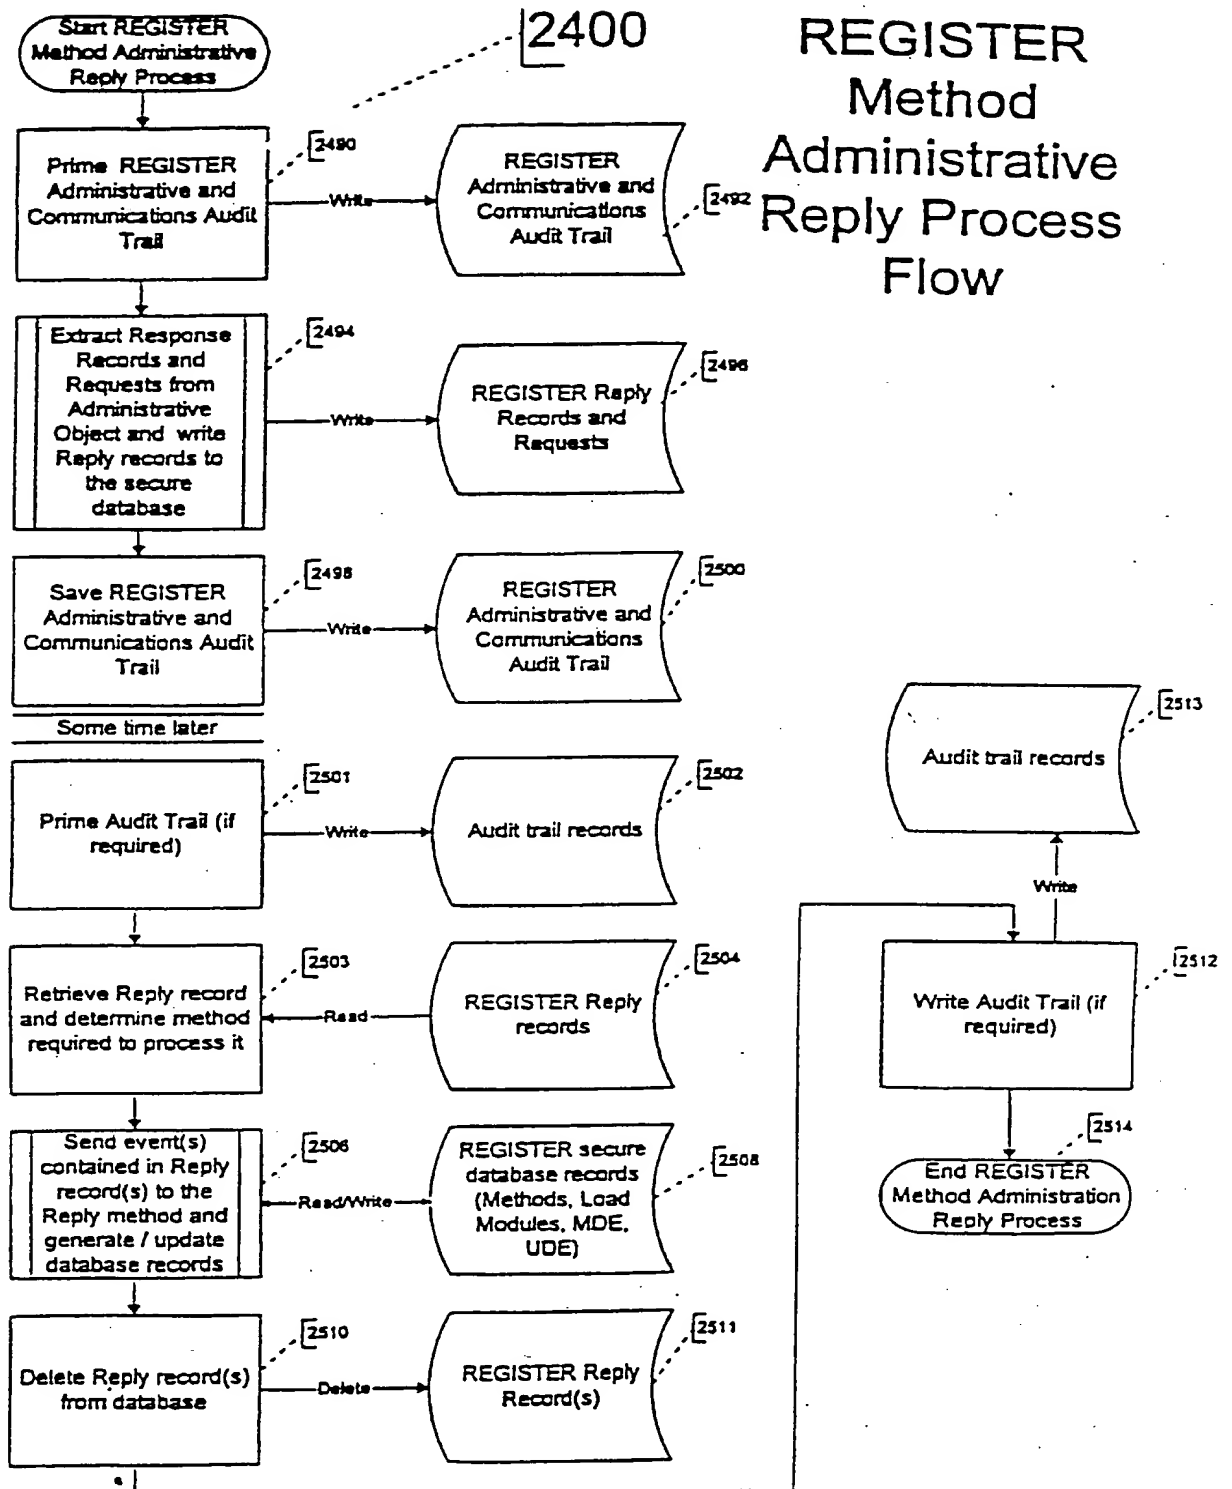 2400
REGISTER
Method
Administrative
Reply Process
Flow
Start REGISTER
Method Administrative
Reply Process
Prime REGISTER
Administrative and
Communications Audit
Trail
2490
Write
REGISTER
Administrative and
Communications
Audit Trail
2492
Extract Response
Records and
Requests from
Administrative
Object and write
Reply records to
the secure
database
2494
Write
REGISTER Reply
Records and
Requests
2496
Save REGISTER
Administrative and
Communications Audit
Trail
2498
Write
REGISTER
Administrative and
Communications
Audit Trail
2500
Some time later
Prime Audit Trail (if
required)
2501
Write
Audit trail records
2502
Retrieve Reply record
and determine method
required to process it
2503
Read
REGISTER Reply
records
2504
Send event(s)
contained in Reply
record(s) to the
Reply method and
generate / update
database records
2506
Read/Write
REGISTER secure
database records
(Methods, Load
Modules, MDE,
UDE)
2508
Delete Reply record(s)
from database
2510
Delete
REGISTER Reply
Record(s)
2511
Audit trail records
2513
Write
Write Audit Trail (if
required)
2512
2514
End REGISTER
Method Administration
Reply Process